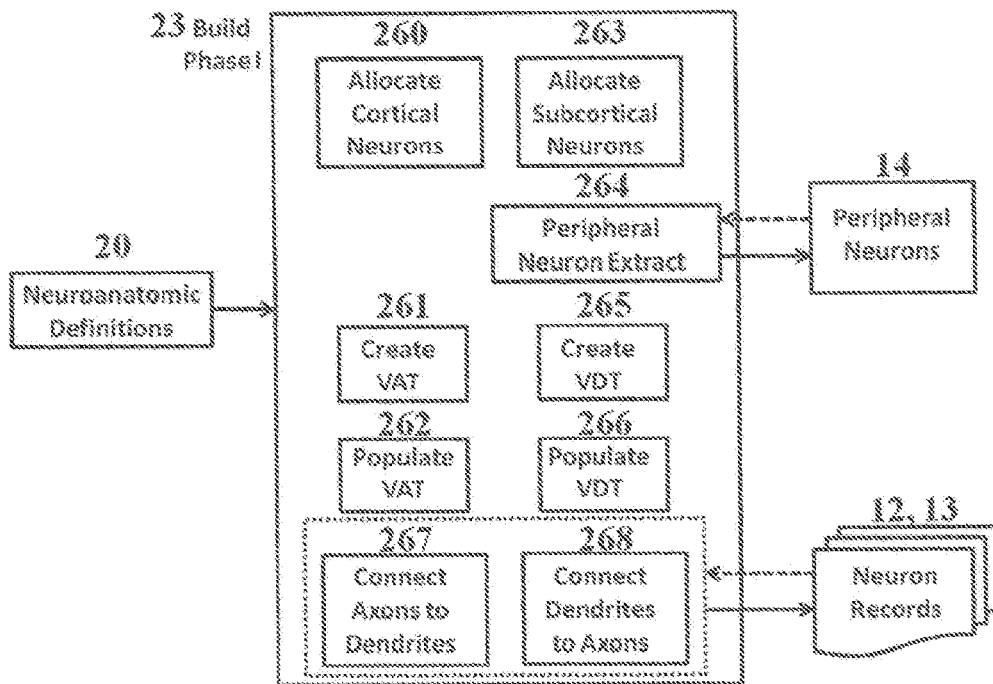 23 Build
Phase I
260
Allocate
Cortical
Neurons
263
Allocate
Subcortical
Neurons
264
Peripheral
Neuron Extract
14
Peripheral
Neurons
20
Neuroanatomic
Definitions
261
Create
VAT
265
Create
VDT
262
Populate
VAT
266
Populate
VDT
267
Connect
Axons to
Dendrites
268
Connect
Dendrites
to Axons
12, 13
Neuron
Records